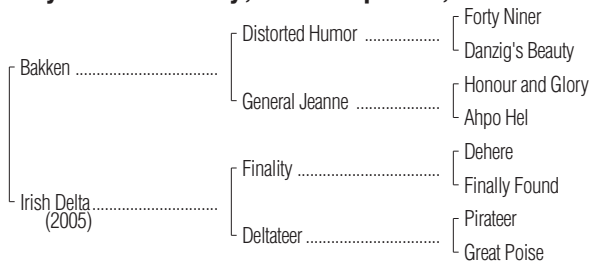 Forty Niner
Distorted Humor ..................
Danzig's Beauty
Bakken ..................................
Honour and Glory
General Jeanne ....................
Ahpo Hel
Dehere
Finality ..................................
Finally Found
Irish Delta..............................
(2005)
Pirateer
Deltateer................................
Great Poise